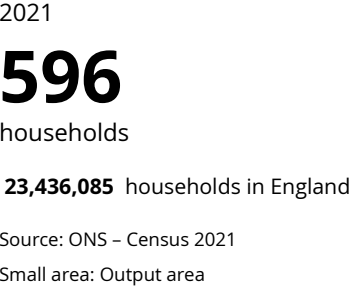 2021
596
households
23,436,085 households in England
Source: ONS – Census 2021
Small area: Output area